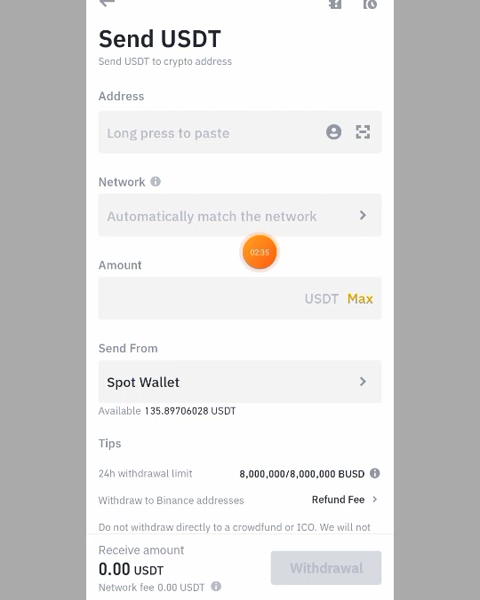 Send USDT
Send USDT to crypto address
Address
Long press to paste
Network
Automatically match the network
02:35
Amount
USDT Max
Send From
Spot Wallet
Available 135.89706028 USDT
Tips
24h withdrawal limit 8,000,000/8,000,000 BUSD
Withdraw to Binance addresses Refund Fee
Do not withdraw directly to a crowdfund or ICO. We will not
Receive amount
0.00 USDT
Withdrawal
Network fee 0.00 USDT